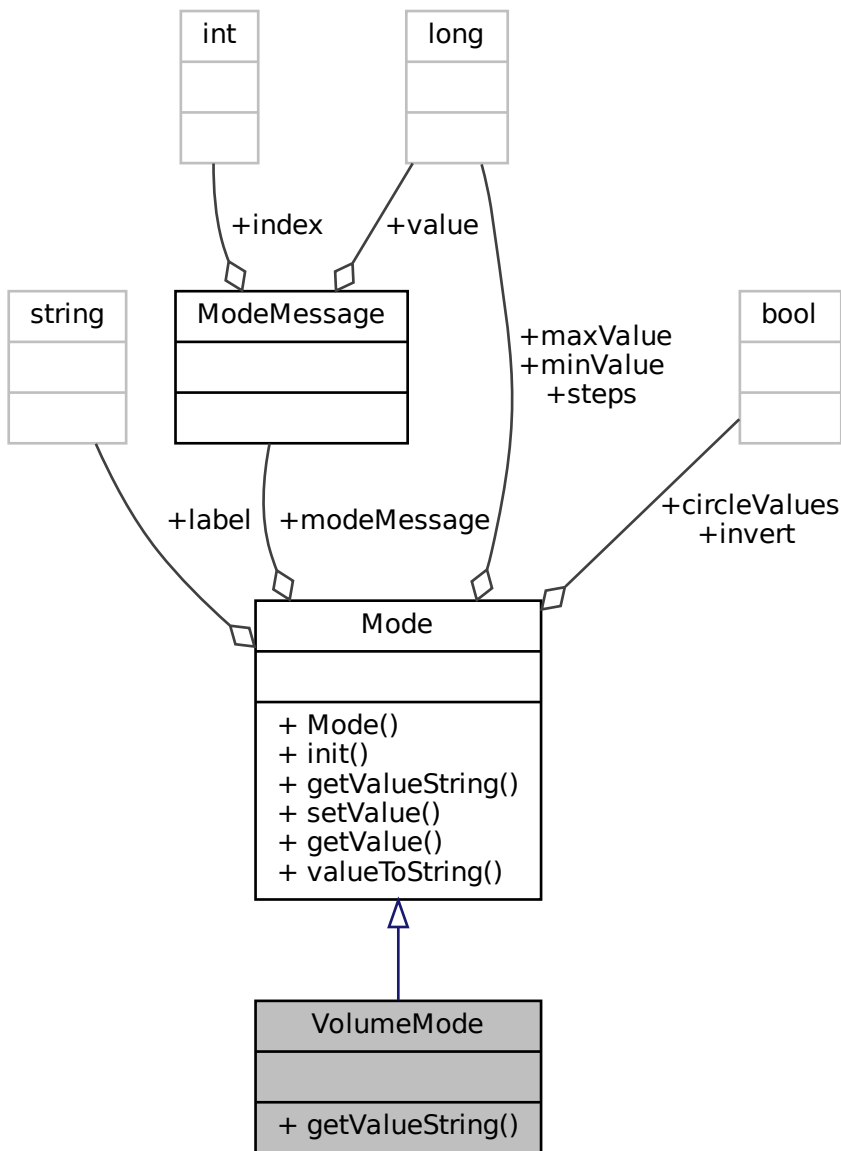 int
long
+index
+value
string
ModeMessage
bool
+maxValue
+minValue
+steps
+circleValues
+invert
+label
+modeMessage
Mode
+ Mode()
+ init()
+ getValueString()
+ setValue()
+ getValue()
+ valueToString()
VolumeMode
+ getValueString()